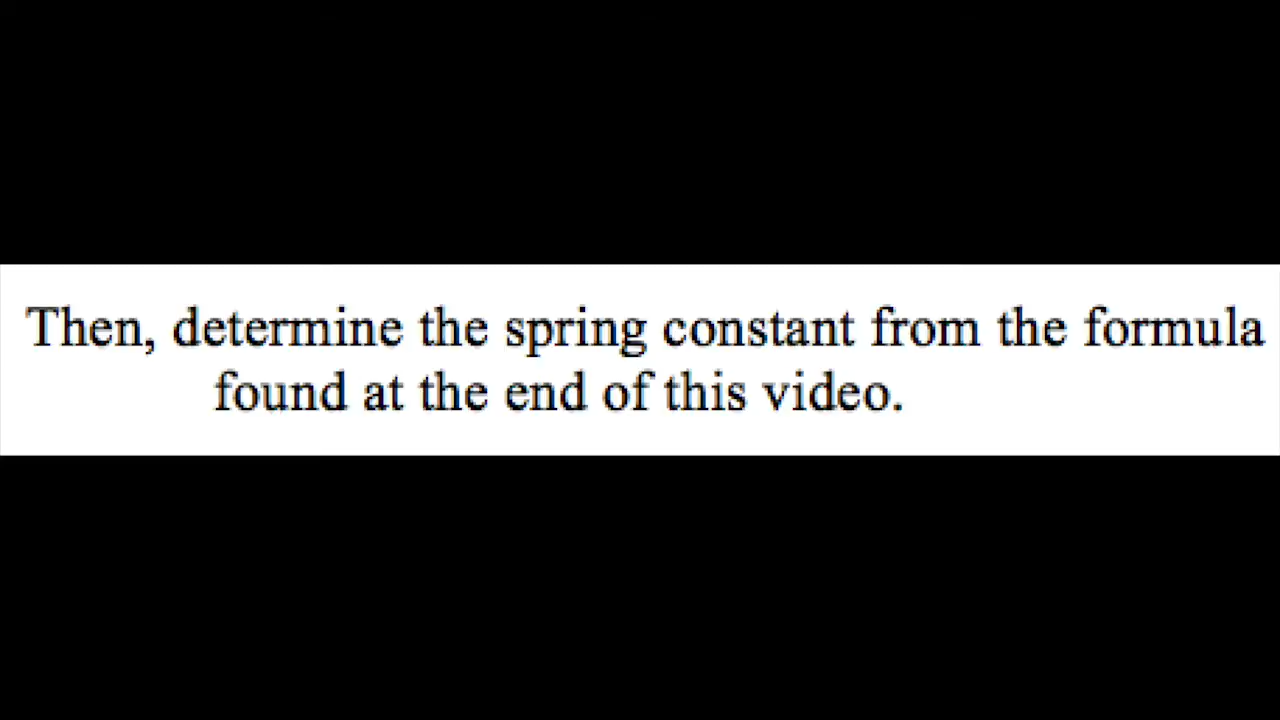 Then, determine the spring constant from the formula
found at the end of this video.